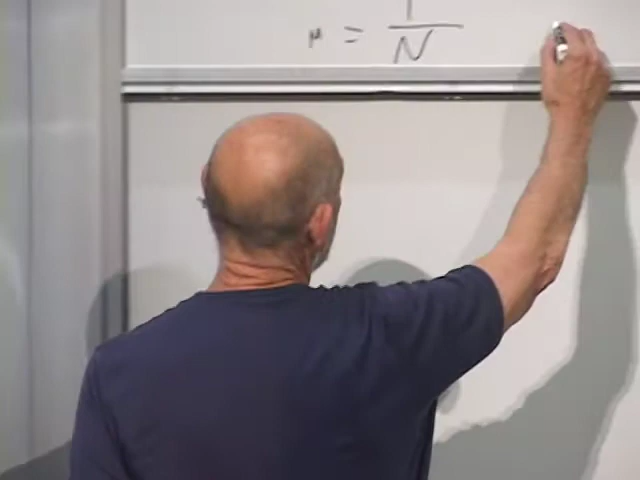 μ = 1/N